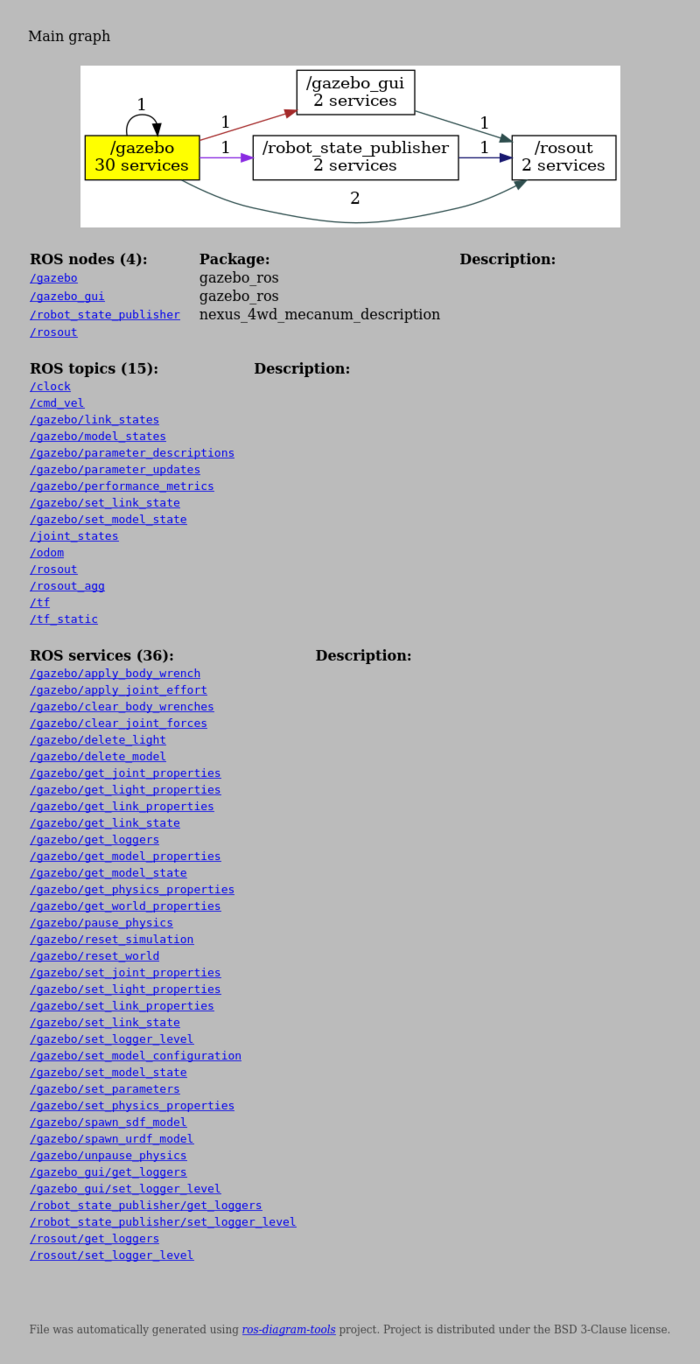 Main graph
/gazebo_gui
2 services
1
1
1
/gazebo
30 services
1
/robot_state_publisher
2 services
1
/rosout
2 services
2
ROS nodes (4): Package: Description:
/gazebo gazebo_ros
/gazebo_gui gazebo_ros
/robot_state_publisher nexus_4wd_mecanum_description
/rosout
ROS topics (15): Description:
/clock
/cmd_vel
/gazebo/link_states
/gazebo/model_states
/gazebo/parameter_descriptions
/gazebo/parameter_updates
/gazebo/performance_metrics
/gazebo/set_link_state
/gazebo/set_model_state
/joint_states
/odom
/rosout
/rosout_agg
/tf
/tf_static
ROS services (36): Description:
/gazebo/apply_body_wrench
/gazebo/apply_joint_effort
/gazebo/clear_body_wrenches
/gazebo/clear_joint_forces
/gazebo/delete_light
/gazebo/delete_model
/gazebo/get_joint_properties
/gazebo/get_light_properties
/gazebo/get_link_properties
/gazebo/get_link_state
/gazebo/get_loggers
/gazebo/get_model_properties
/gazebo/get_model_state
/gazebo/get_physics_properties
/gazebo/get_world_properties
/gazebo/pause_physics
/gazebo/reset_simulation
/gazebo/reset_world
/gazebo/set_joint_properties
/gazebo/set_light_properties
/gazebo/set_link_properties
/gazebo/set_link_state
/gazebo/set_logger_level
/gazebo/set_model_configuration
/gazebo/set_model_state
/gazebo/set_parameters
/gazebo/set_physics_properties
/gazebo/spawn_sdf_model
/gazebo/spawn_urdf_model
/gazebo/unpause_physics
/gazebo_gui/get_loggers
/gazebo_gui/set_logger_level
/robot_state_publisher/get_loggers
/robot_state_publisher/set_logger_level
/rosout/get_loggers
/rosout/set_logger_level
File was automatically generated using ros-diagram-tools project. Project is distributed under the BSD 3-Clause license.